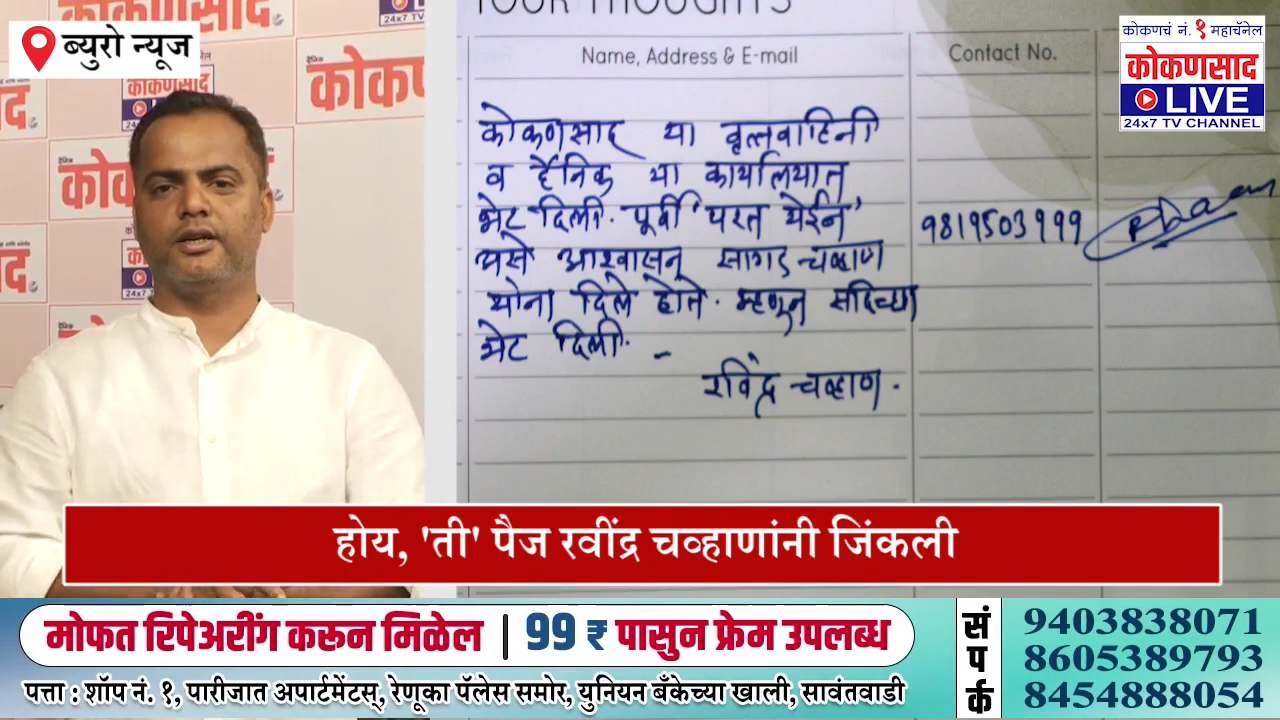 ब्युरो न्यूज
कोकणचं नं. १ महाचॅनेल
कोकणसाद
LIVE
24x7 TV CHANNEL
YOUR THOUGHTS
Name, Address & E-mail
Contact No.
कोकणसाद या वृत्तवाहिनी
व दैनिक या कार्यालयात
भेट दिली. पूर्वी 'परत येईन'
असे आश्वासन सागर चव्हाण
यांना दिले होते. म्हणून सदिच्छा
भेट दिली.
रविंद्र चव्हाण.
9819503999
होय, 'ती' पैज रवींद्र चव्हाणांनी जिंकली
मोफत रिपेअरींग करून मिळेल | 99 ₹ पासुन फ्रेम उपलब्ध
पत्ता : शॉप नं. १, पारीजात अपार्टमेंटस्, रेणूका पॅलेस समोर, युनियन बँकेच्या खाली, सावंतवाडी
संपर्क
9403838071
8605389793
8454888054